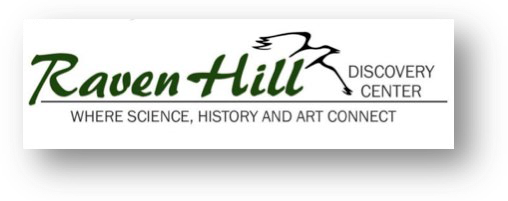 Raven Hill
DISCOVERY
CENTER
WHERE SCIENCE, HISTORY AND ART CONNECT